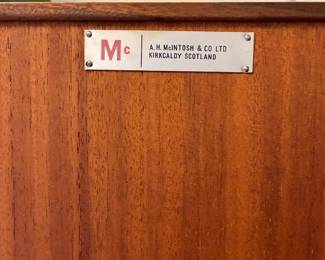 Mc
A.H. McINTOSH & CO LTD
KIRKCALDY SCOTLAND